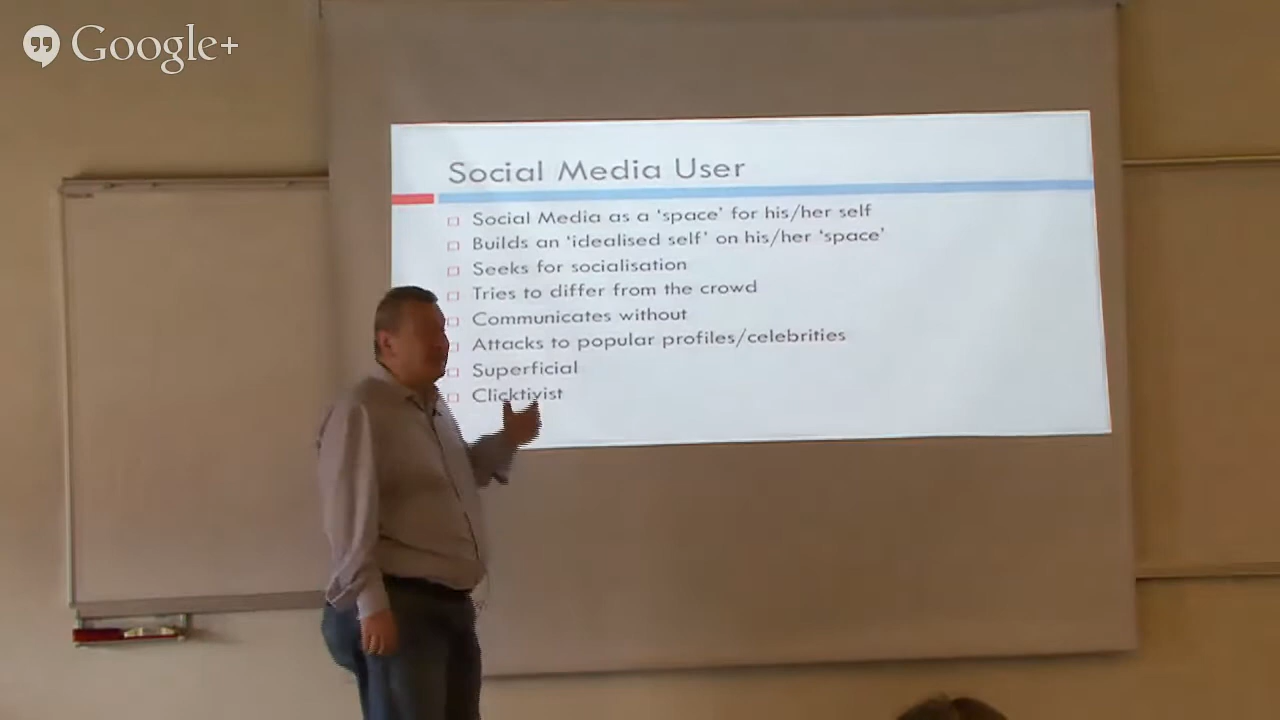 Google+
Social Media User
Social Media as a ‘space’ for his/her self
Builds an ‘idealised self’ on his/her ‘space’
Seeks for socialisation
Tries to differ from the crowd
Communicates without
Attacks to popular profiles/celebrities
Superficial
Clicktivist